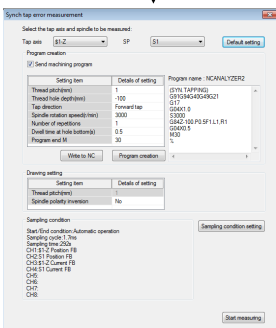 Synch tap error measurement
Select the tap axis and spindle to be measured:
Tap axis $1-Z SP S1 Default setting
Program creation
Send machining program
Setting item Details of setting
Thread pitch(mm) 1
Thread hole depth(mm) -100
Tap direction Forward tap
Spindle rotation speed(r/min) 3000
Number of repetitions 1
Dwell time at hole bottom(s) 0.5
Program end M 30
Write to NC Program creation
Program name : NCANALYZER2
(SYN TAPPING)
G91G94G40G49G21
G17
G04X1.0
S3000
G84Z-100.P0.5F1.L1,R1
G04X0.5
M30
%
Drawing setting
Setting item Details of setting
Thread pitch(mm) 1
Spindle polarity inversion No
Sampling condition
Start/End condition:Automatic operation
Sampling cycle:1.7ms
Sampling time:292s
CH1:$1-Z Position FB
CH2:S1 Position FB
CH3:$1-Z Current FB
CH4:S1 Current FB
CH5:
CH6:
CH7:
CH8:
Sampling condition setting
Start measuring